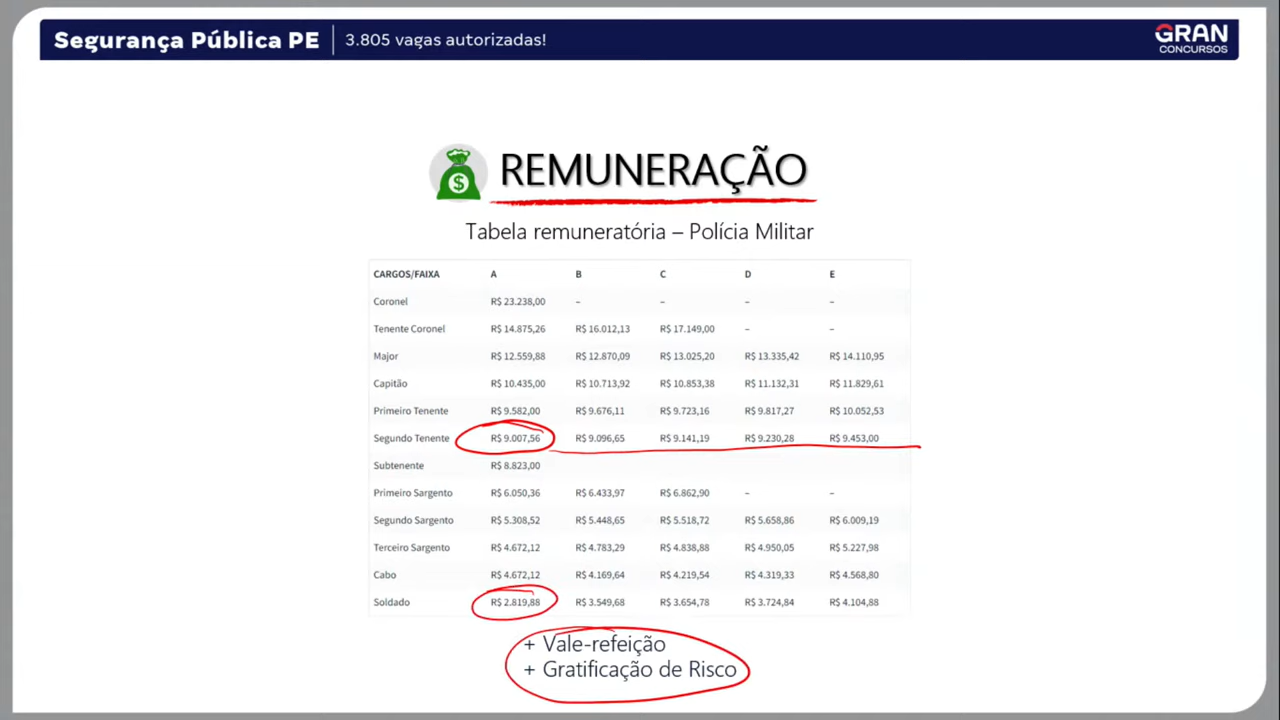 Segurança Pública PE | 3.805 vagas autorizadas!
GRAN
CONCURSOS
$ REMUNERAÇÃO
Tabela remuneratória – Polícia Militar
CARGOS/FAIXA A B C D E
Coronel R$ 23.238,00 – – – –
Tenente Coronel R$ 14.875,26 R$ 16.012,13 R$ 17.149,00 – –
Major R$ 12.559,88 R$ 12.870,09 R$ 13.025,20 R$ 13.335,42 R$ 14.110,95
Capitão R$ 10.435,00 R$ 10.713,92 R$ 10.853,38 R$ 11.132,31 R$ 11.829,61
Primeiro Tenente R$ 9.582,00 R$ 9.676,11 R$ 9.723,16 R$ 9.817,27 R$ 10.052,53
Segundo Tenente R$ 9.007,56 R$ 9.096,65 R$ 9.141,19 R$ 9.230,28 R$ 9.453,00
Subtenente R$ 8.823,00
Primeiro Sargento R$ 6.050,36 R$ 6.433,97 R$ 6.862,90 – –
Segundo Sargento R$ 5.308,52 R$ 5.448,65 R$ 5.518,72 R$ 5.658,86 R$ 6.009,19
Terceiro Sargento R$ 4.672,12 R$ 4.783,29 R$ 4.838,88 R$ 4.950,05 R$ 5.227,98
Cabo R$ 4.672,12 R$ 4.169,64 R$ 4.219,54 R$ 4.319,33 R$ 4.568,80
Soldado R$ 2.819,88 R$ 3.549,68 R$ 3.654,78 R$ 3.724,84 R$ 4.104,88
+ Vale-refeição
+ Gratificação de Risco